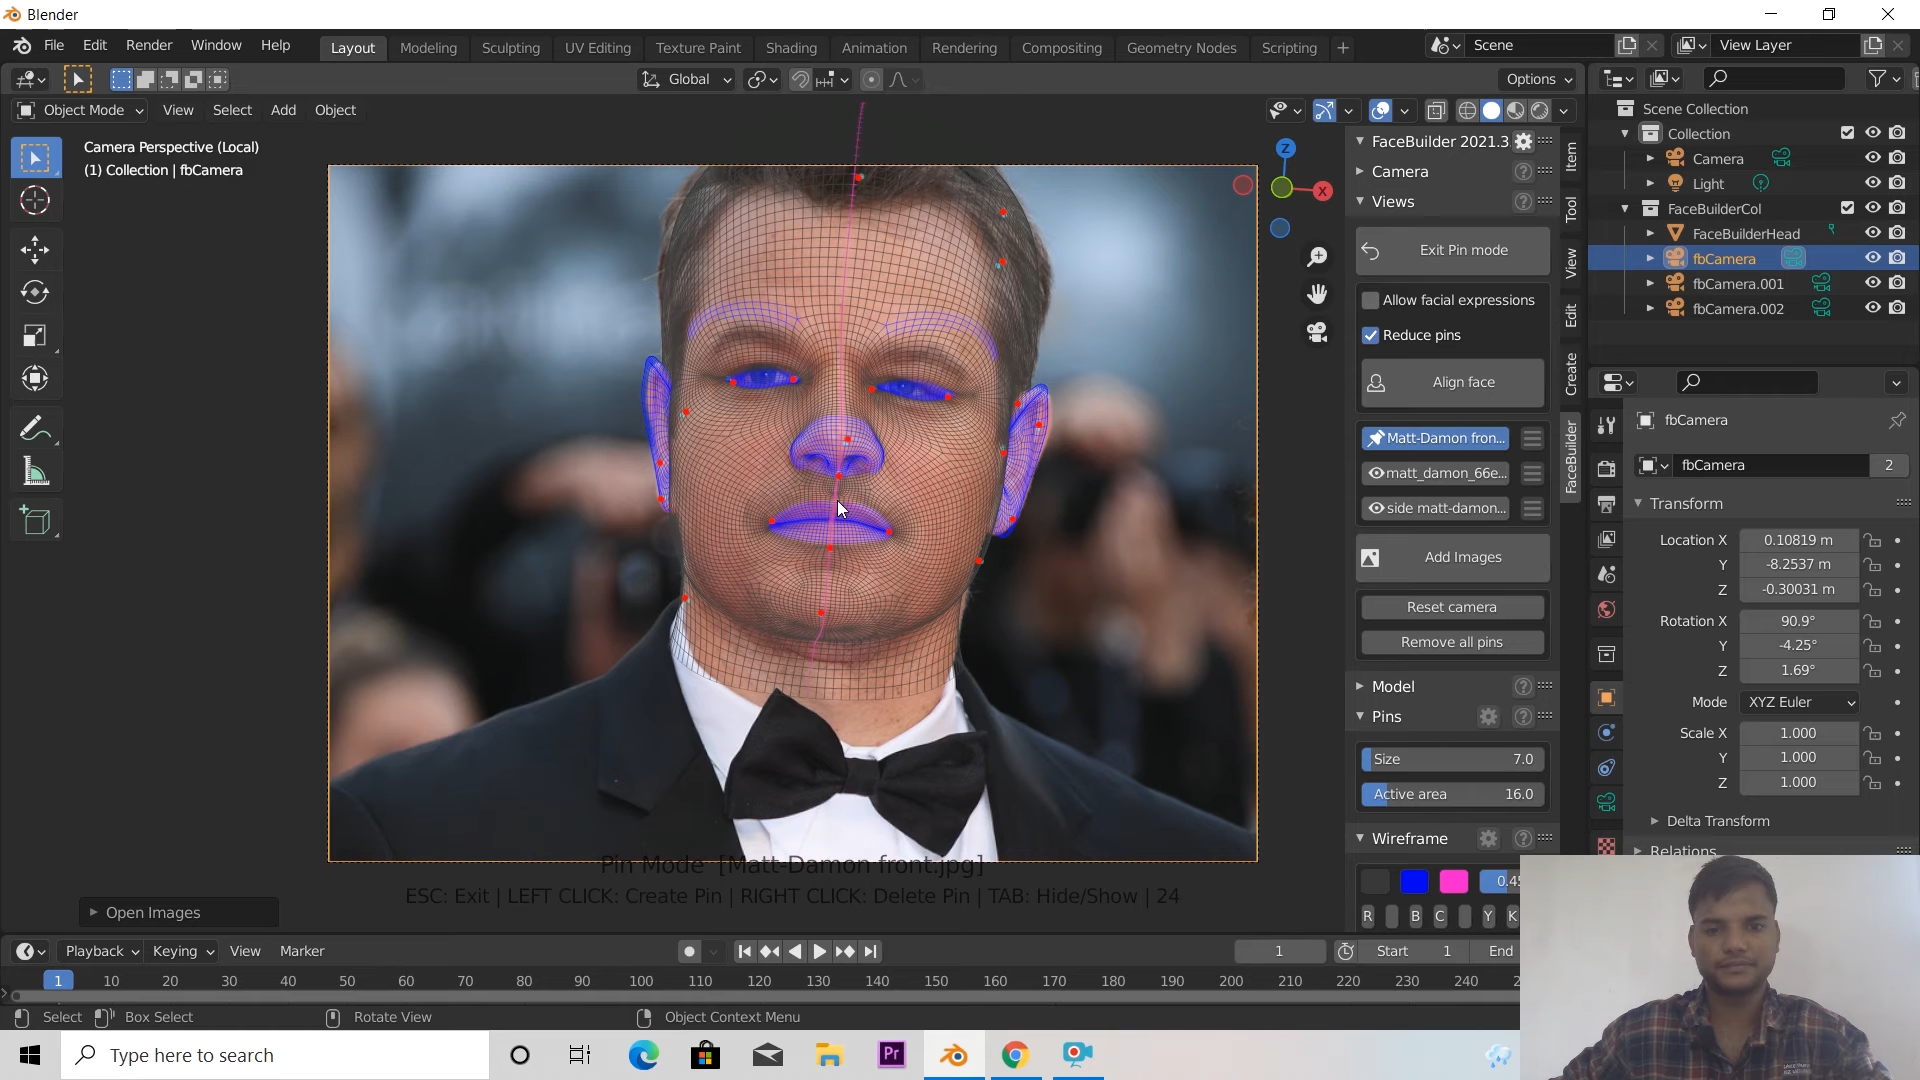 Blender
File Edit Render Window Help Layout Modeling Sculpting UV Editing Texture Paint Shading Animation Rendering Compositing Geometry Nodes Scripting + Scene View Layer
Global Options
Object Mode View Select Add Object
Camera Perspective (Local)
(1) Collection | fbCamera
Z
X
FaceBuilder 2021.3
Camera
Views
Exit Pin mode
Allow facial expressions
Reduce pins
Align face
Matt-Damon fron...
matt_damon_66e...
side matt-damon...
Add Images
Reset camera
Remove all pins
Model
Pins
Size 7.0
Active area 16.0
Wireframe
0.45
R B C Y K
Item
Tool
View
Edit
Create
FaceBuilder
Scene Collection
Collection
Camera
Light
FaceBuilderCol
FaceBuilderHead
fbCamera
fbCamera.001
fbCamera.002
fbCamera
fbCamera 2
Transform
Location X 0.10819 m
Y -8.2537 m
Z -0.30031 m
Rotation X 90.9°
Y -4.25°
Z 1.69°
Mode XYZ Euler
Scale X 1.000
Y 1.000
Z 1.000
Delta Transform
Relations
Pin Mode [Matt-Damon front.jpg]
ESC: Exit | LEFT CLICK: Create Pin | RIGHT CLICK: Delete Pin | TAB: Hide/Show | 24
Open Images
Playback Keying View Marker 1 Start 1 End
1 10 20 30 40 50 60 70 80 90 100 110 120 130 140 150 160 170 180 190 200 210 220 230 240
Select Box Select Rotate View Object Context Menu
Type here to search Pr